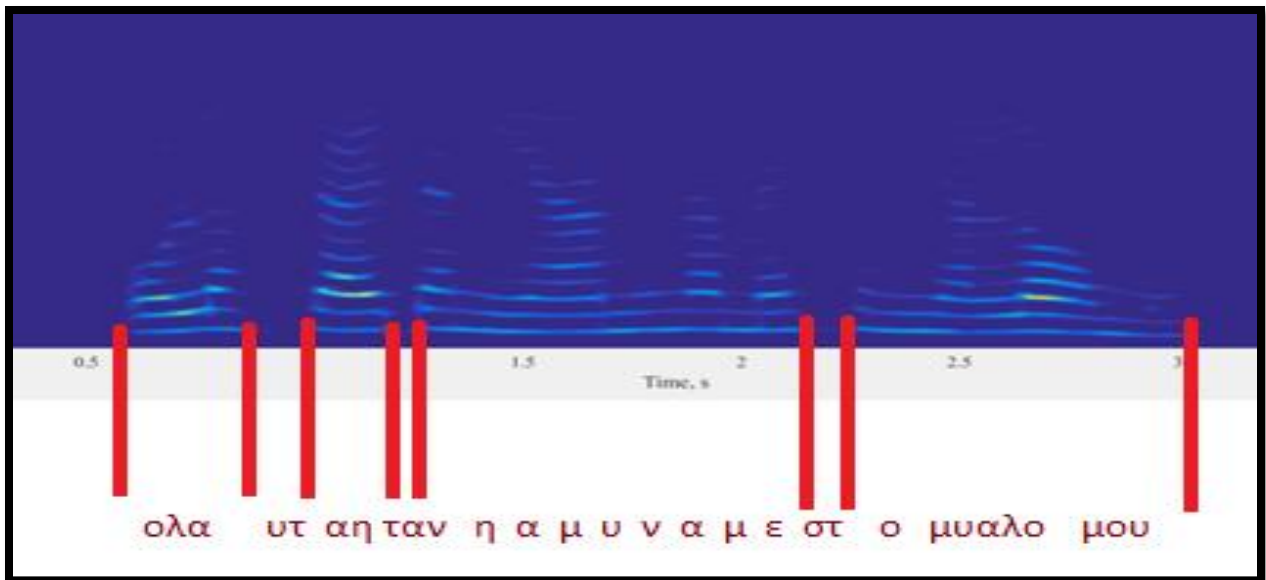 0.5 1.5 2 2.5 3
Time, s
ολα υτ αη ταν η α μ υ ν α μ ε στ ο μυαλο μου